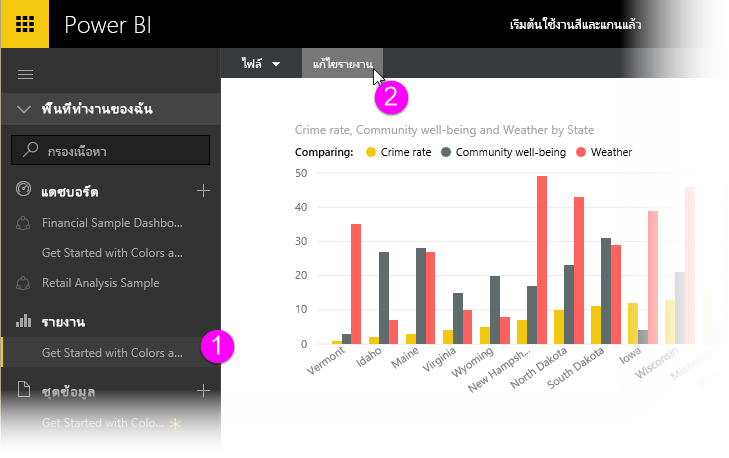 Power BI
เริ่มต้นใช้งานสีและแกนแล้ว
ไฟล์
แก้ไขรายงาน
2
พื้นที่ทำงานของฉัน
กรองเนื้อหา
แดชบอร์ด
Financial Sample Dashbo...
Get Started with Colors a...
Retail Analysis Sample
รายงาน
Get Started with Colors a...
1
ชุดข้อมูล
Get Started with Colo...
Crime rate, Community well-being and Weather by State
Comparing: Crime rate Community well-being Weather
50
40
30
20
10
0
Vermont
Idaho
Maine
Virginia
Wyoming
New Hampsh...
North Dakota
South Dakota
Iowa
Wisconsin